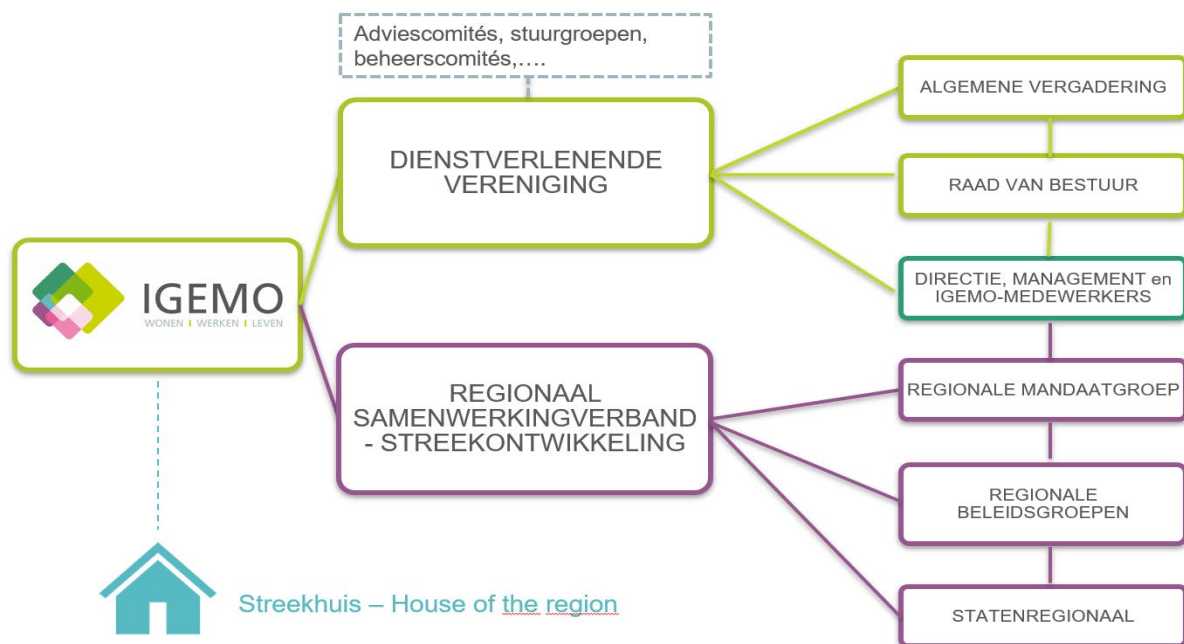 Adviescomités, stuurgroepen,
beheerscomités,....
DIENSTVERLENENDE
VERENIGING
ALGEMENE VERGADERING
RAAD VAN BESTUUR
DIRECTIE, MANAGEMENT en
IGEMO-MEDEWERKERS
IGEMO
WONEN I WERKEN I LEVEN
REGIONAAL
SAMENWERKINGVERBAND
- STREEKONTWIKKELING
REGIONALE MANDAATGROEP
REGIONALE
BELEIDSGROEPEN
STATENREGIONAAL
Streekhuis – House of the region